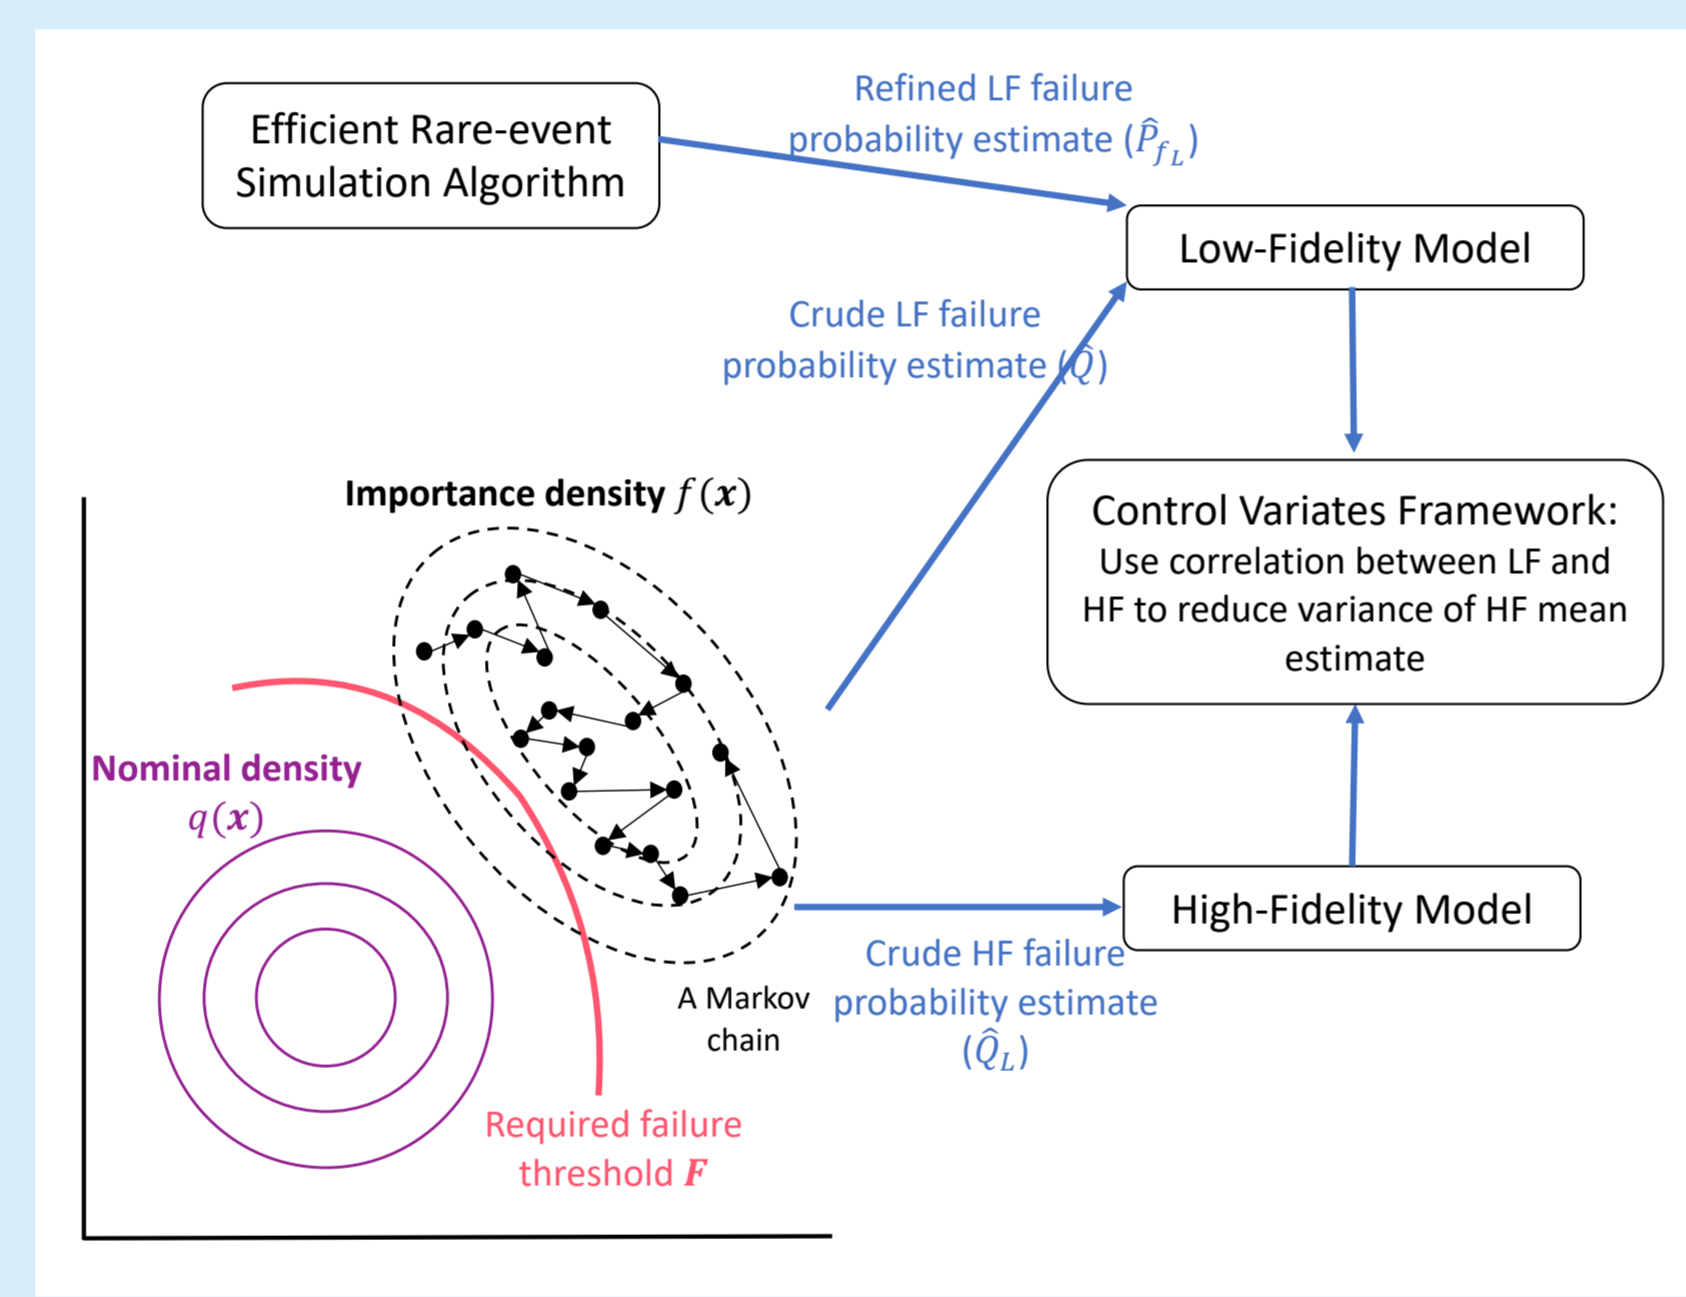 Efficient Rare-event
Simulation Algorithm
Refined LF failure
probability estimate (P̂_{f_L})
Low-Fidelity Model
Crude LF failure
probability estimate (Q̂)
Control Variates Framework:
Use correlation between LF and
HF to reduce variance of HF mean
estimate
Importance density f(x)
Nominal density
q(x)
High-Fidelity Model
Crude HF failure
probability estimate
(Q̂_L)
A Markov
chain
Required failure
threshold F